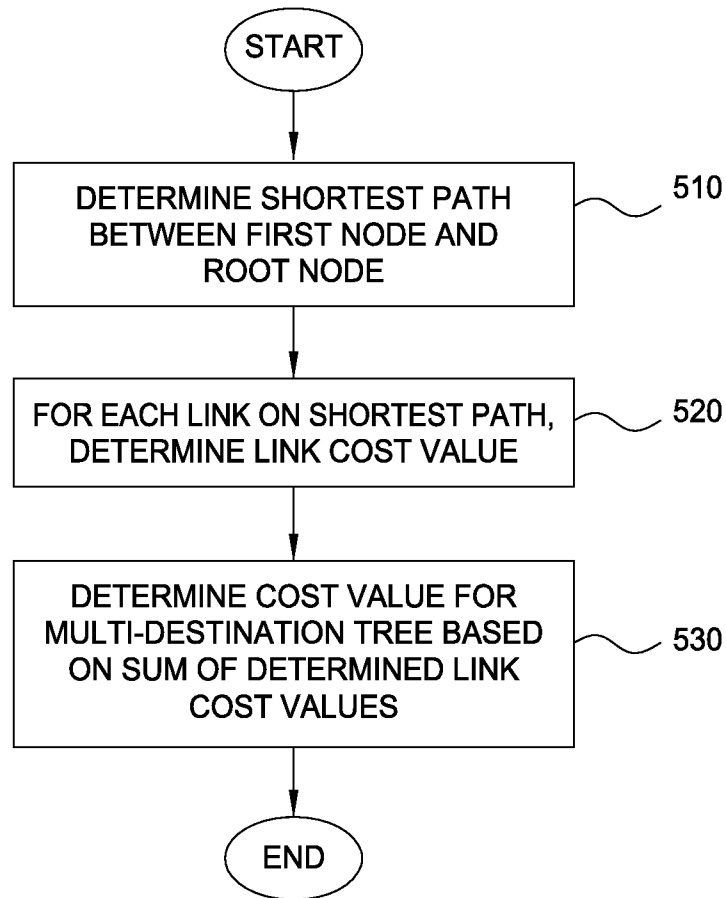 START
DETERMINE SHORTEST PATH
BETWEEN FIRST NODE AND
ROOT NODE
510
FOR EACH LINK ON SHORTEST PATH,
DETERMINE LINK COST VALUE
520
DETERMINE COST VALUE FOR
MULTI-DESTINATION TREE BASED
ON SUM OF DETERMINED LINK
COST VALUES
530
END